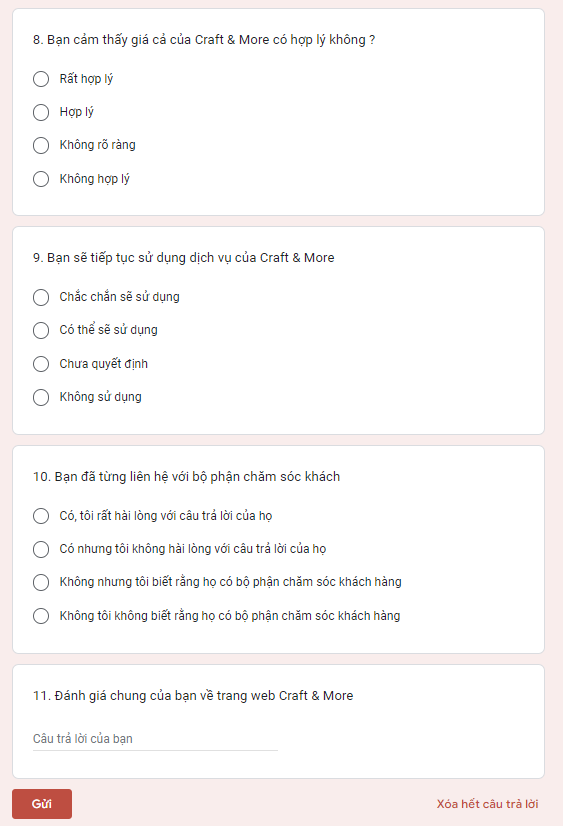 8. Bạn cảm thấy giá cả của Craft & More có hợp lý không ?
Rất hợp lý
Hợp lý
Không rõ ràng
Không hợp lý
9. Bạn sẽ tiếp tục sử dụng dịch vụ của Craft & More
Chắc chắn sẽ sử dụng
Có thể sẽ sử dụng
Chưa quyết định
Không sử dụng
10. Bạn đã từng liên hệ với bộ phận chăm sóc khách
Có, tôi rất hài lòng với câu trả lời của họ
Có nhưng tôi không hài lòng với câu trả lời của họ
Không nhưng tôi biết rằng họ có bộ phận chăm sóc khách hàng
Không tôi không biết rằng họ có bộ phận chăm sóc khách hàng
11. Đánh giá chung của bạn về trang web Craft & More
Câu trả lời của bạn
Gửi
Xóa hết câu trả lời